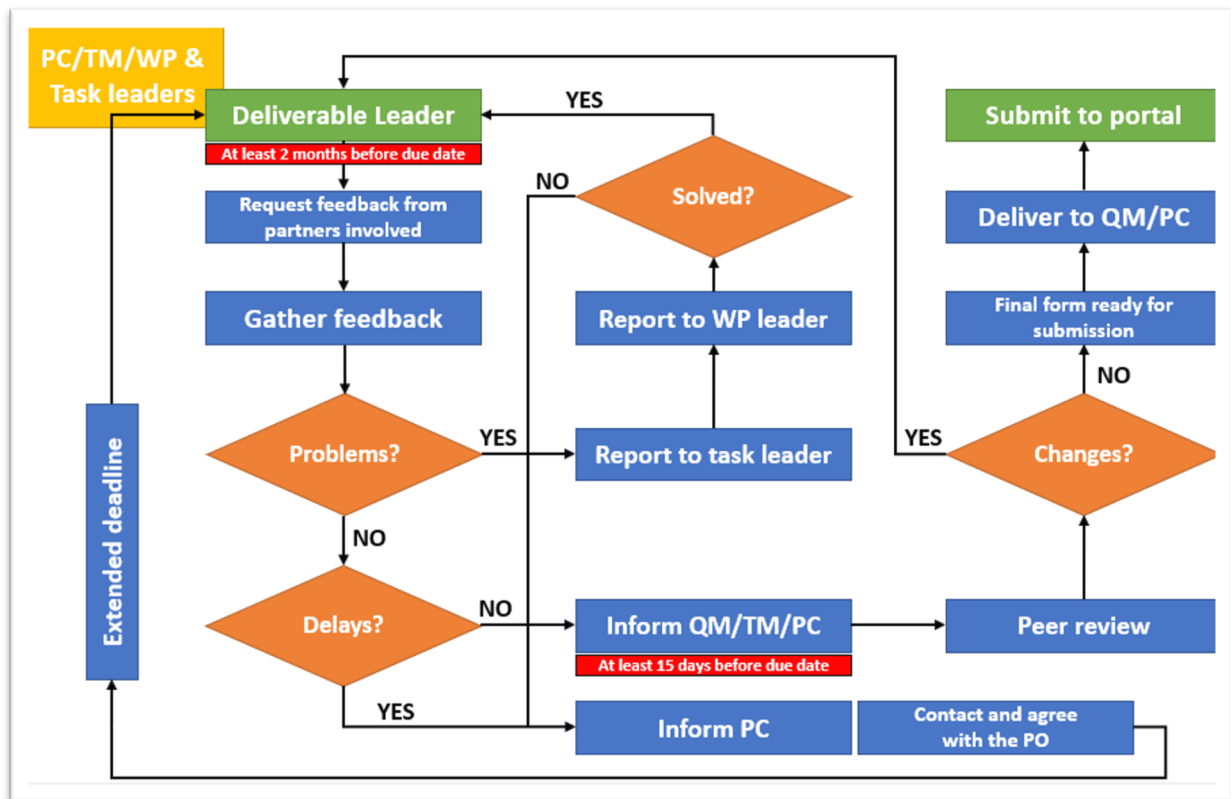 PC/TM/WP &
Task leaders
Deliverable Leader
At least 2 months before due date
Request feedback from
partners involved
Gather feedback
Problems?
YES
NO
Delays?
NO
YES
Extended deadline
YES
Solved?
NO
Report to WP leader
Report to task leader
Inform QM/TM/PC
At least 15 days before due date
Inform PC
Contact and agree
with the PO
Submit to portal
Deliver to QM/PC
Final form ready for
submission
NO
YES
Changes?
Peer review